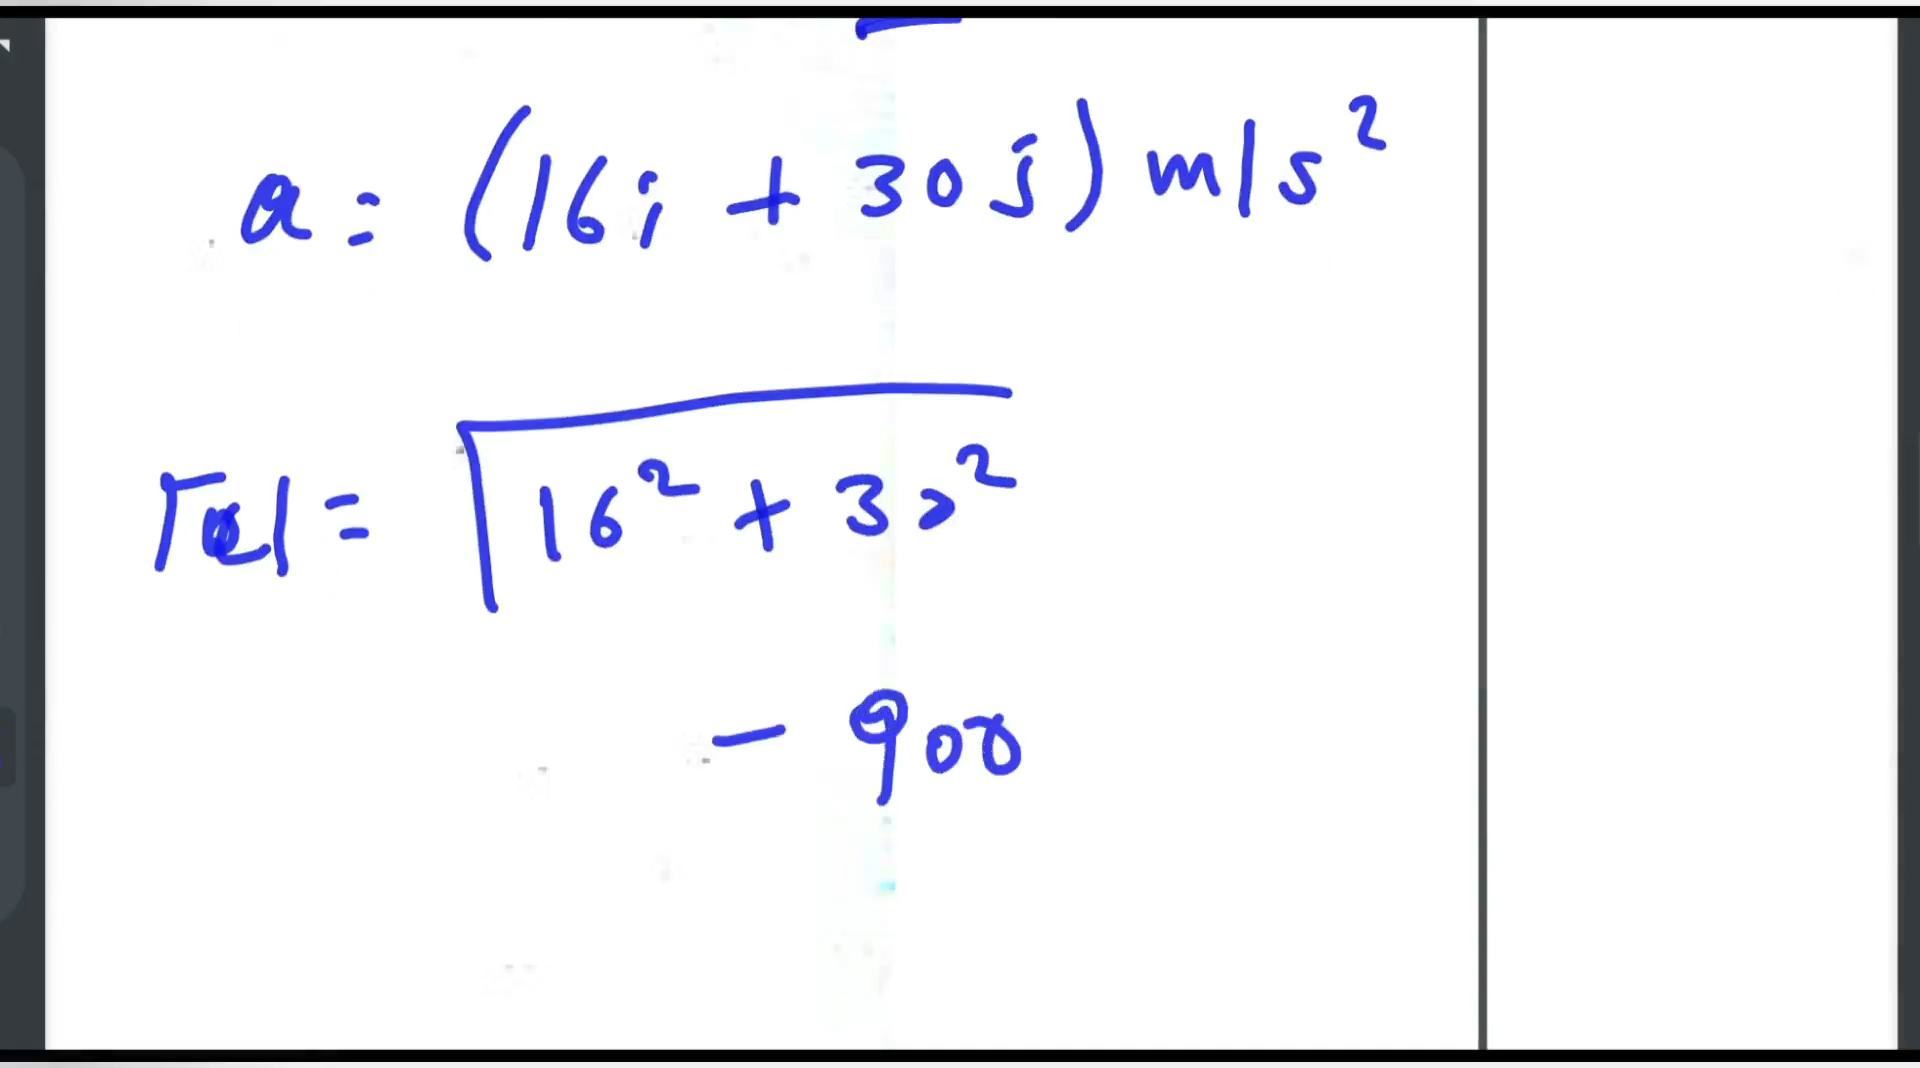 a = (16i + 30j) m/s²
|a| = √16² + 30²
- 900